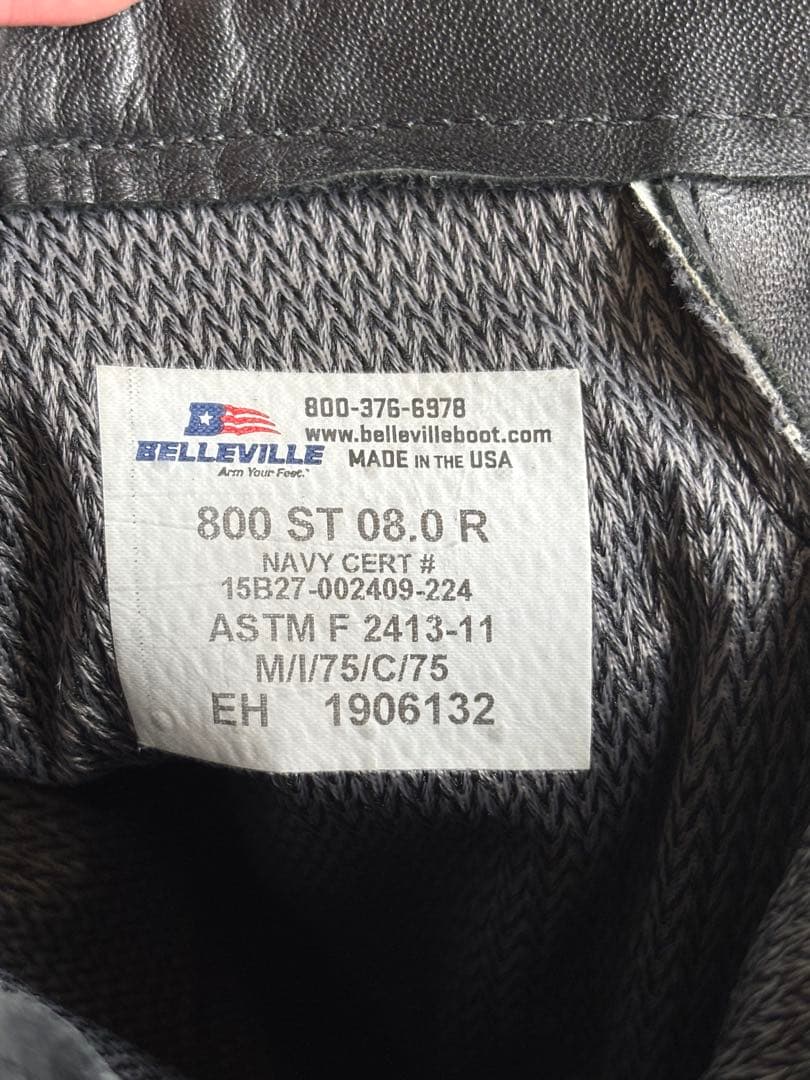 800-376-6978
www.bellevilleboot.com
BELLEVILLE
MADE IN THE USA
Arm Your Feet.™
800 ST 08.0 R
NAVY CERT #
15B27-002409-224
ASTM F 2413-11
M/I/75/C/75
EH 1906132